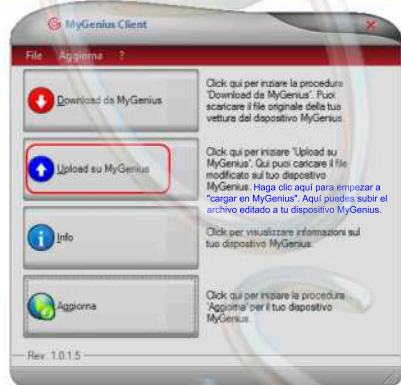 MyGenius Client
File Aggiorna ?
Download da MyGenius
Click qui per inziare la procedura
'Download da MyGenius'. Puoi
scaricare il file originale della tua
vettura dal dispositivo MyGenius.
Upload su MyGenius
Click qui per iniziare 'Upload su
MyGenius'. Qui puoi caricare il file
modificato sul tuo dispositivo
MyGenius. Haga clic aquí para empezar a
"cargar en MyGenius". Aquí puedes subir el
archivo editado a tu dispositivo MyGenius.
Info
Click per visualizzare informazioni sul
tuo dispositivo MyGenius.
Aggiorna
Click qui per iniziare la procedura
'Aggiorna' per il tuo dispositivo
MyGenius.
Rev. 1.0.1.5